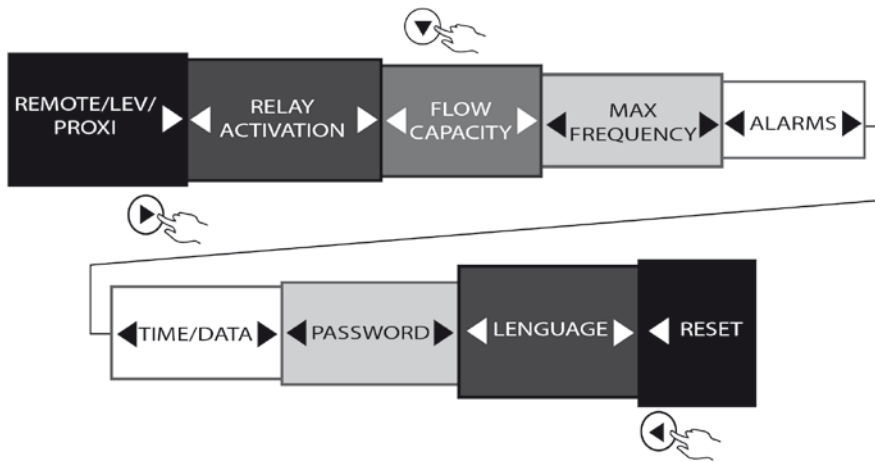 REMOTE/LEV/
PROXI
RELAY
ACTIVATION
FLOW
CAPACITY
MAX
FREQUENCY
ALARMS
TIME/DATA
PASSWORD
LENGUAGE
RESET